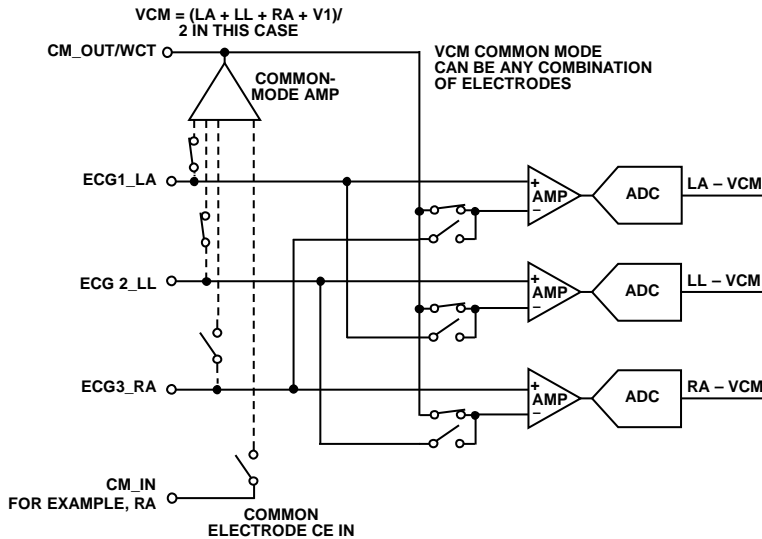 VCM = (LA + LL + RA + V1)/
2 IN THIS CASE
CM_OUT/WCT
COMMON-
MODE AMP
VCM COMMON MODE
CAN BE ANY COMBINATION
OF ELECTRODES
ECG1_LA
+
AMP
–
ADC
LA – VCM
ECG 2_LL
+
AMP
–
ADC
LL – VCM
ECG3_RA
+
AMP
–
ADC
RA – VCM
CM_IN
FOR EXAMPLE, RA
COMMON
ELECTRODE CE IN